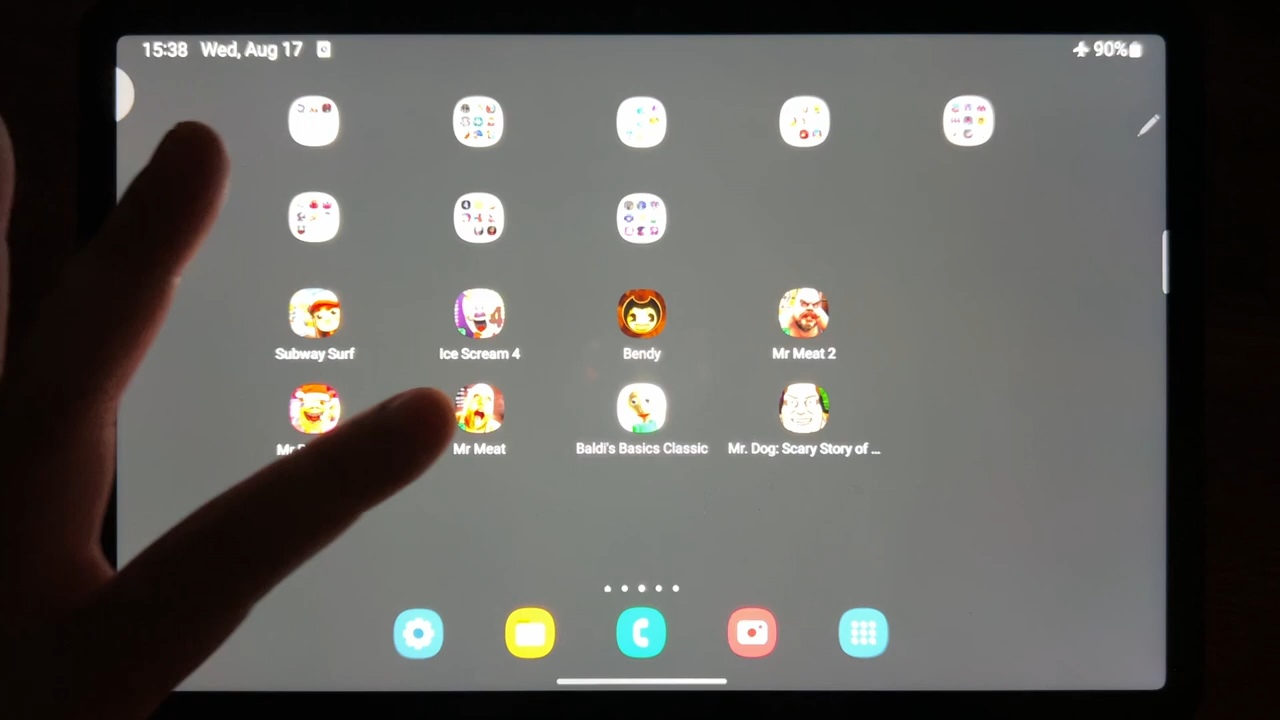 15:38 Wed, Aug 17 90%
Subway Surf Ice Scream 4 Bendy Mr Meat 2
Mr Mr Meat Baldi's Basics Classic Mr. Dog: Scary Story of ...